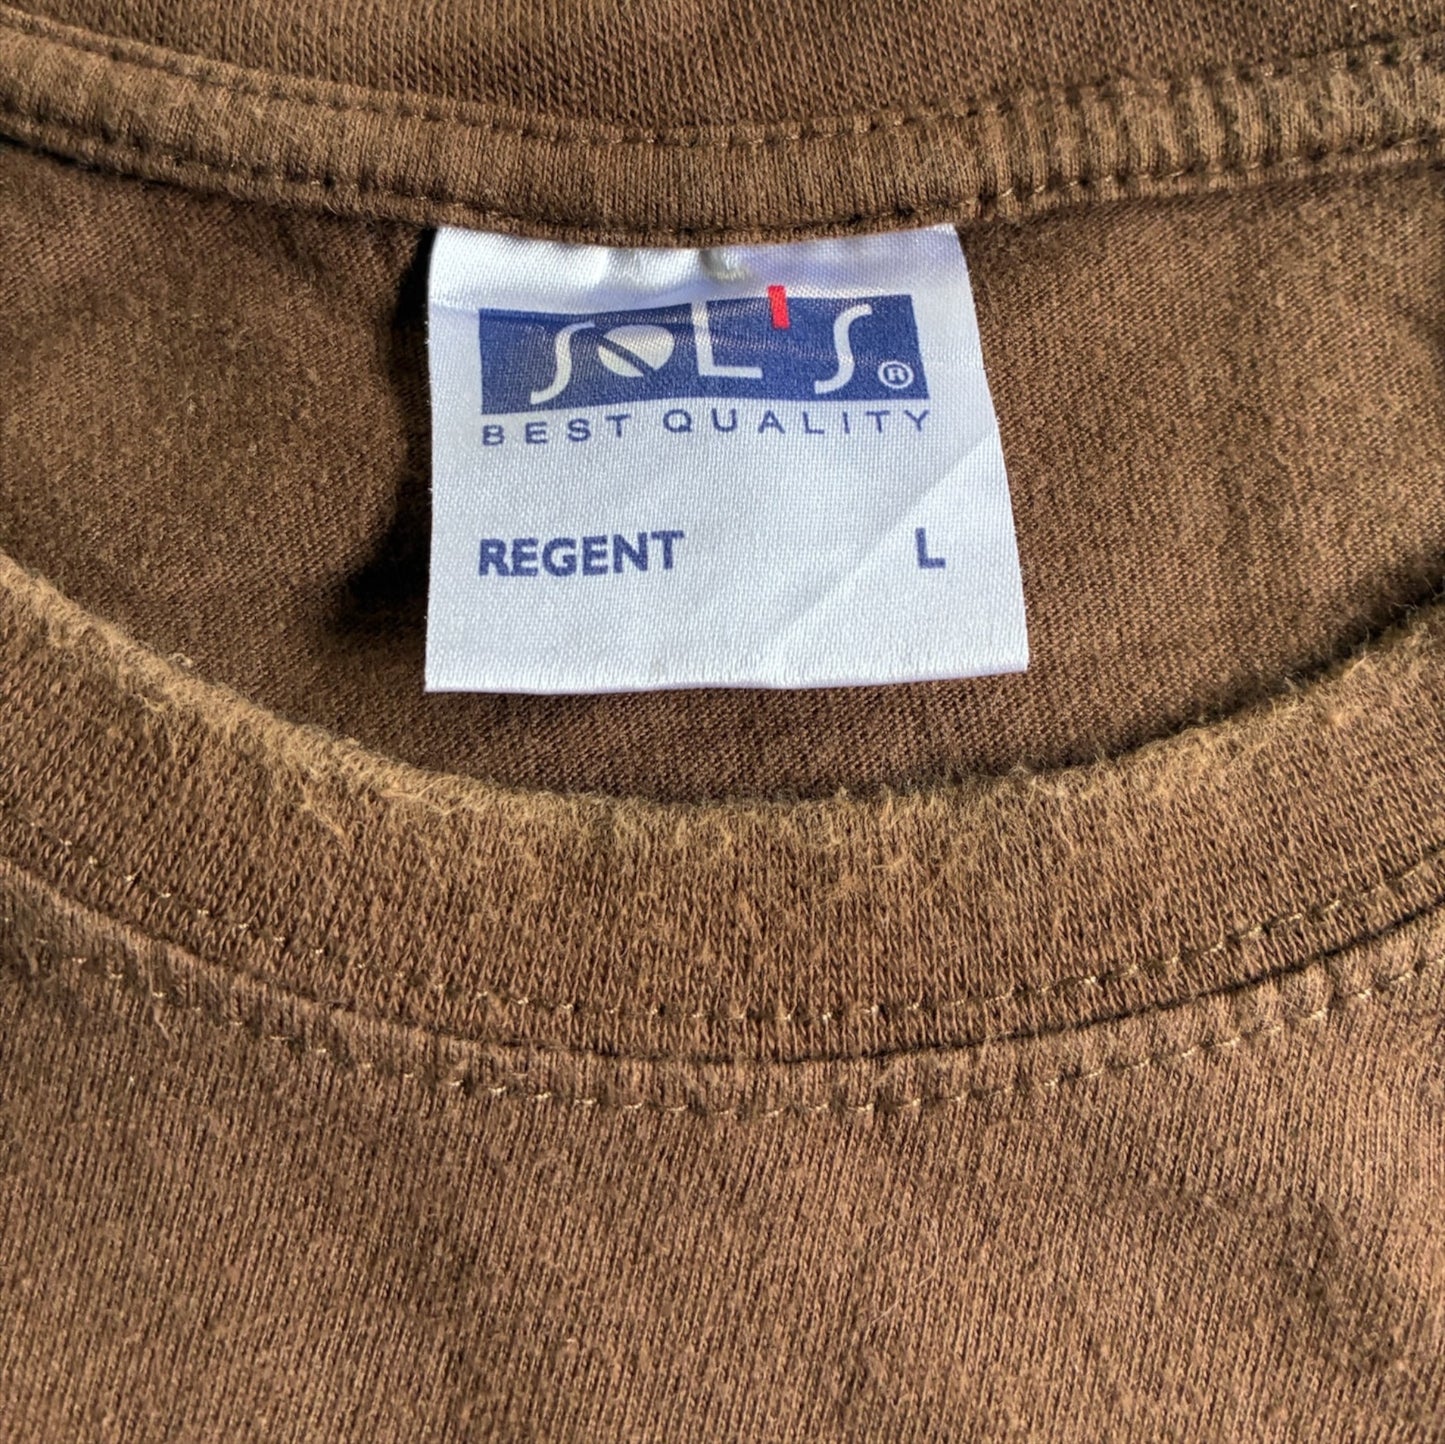 SOL'S ®
BEST QUALITY
REGENT L